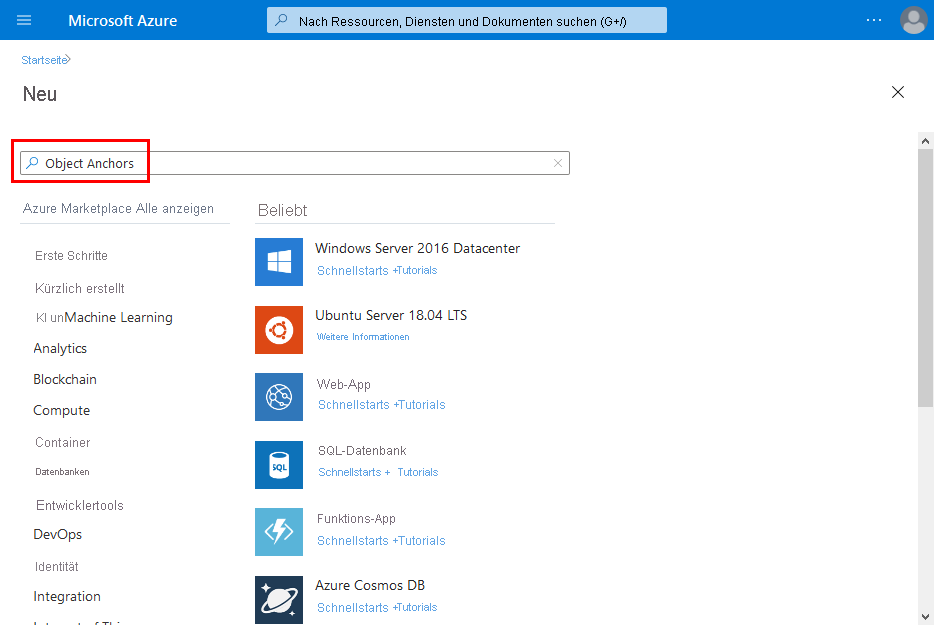 Microsoft Azure
Nach Ressourcen, Diensten und Dokumenten suchen (G+/)
Startseite
Neu
Object Anchors
Azure Marketplace Alle anzeigen
Erste Schritte
Kürzlich erstellt
KI unMachine Learning
Analytics
Blockchain
Compute
Container
Datenbanken
Entwicklertools
DevOps
Identität
Integration
Beliebt
Windows Server 2016 Datacenter
Schnellstarts +Tutorials
Ubuntu Server 18.04 LTS
Weitere Informationen
Web-App
Schnellstarts +Tutorials
SQL
SQL-Datenbank
Schnellstarts + Tutorials
Funktions-App
Schnellstarts +Tutorials
Azure Cosmos DB
Schnellstarts +Tutorials